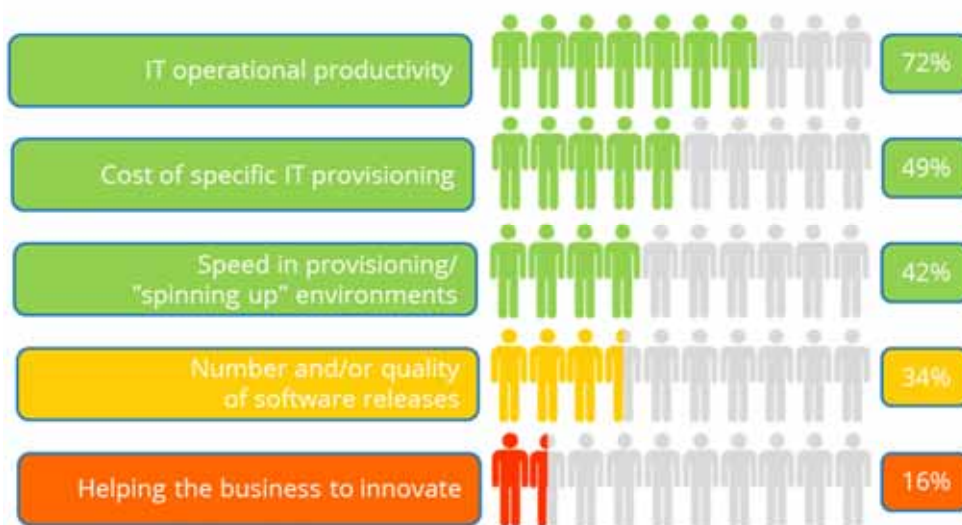 IT operational productivity
72%
Cost of specific IT provisioning
49%
Speed in provisioning/
"spinning up" environments
42%
Number and/or quality
of software releases
34%
Helping the business to innovate
16%